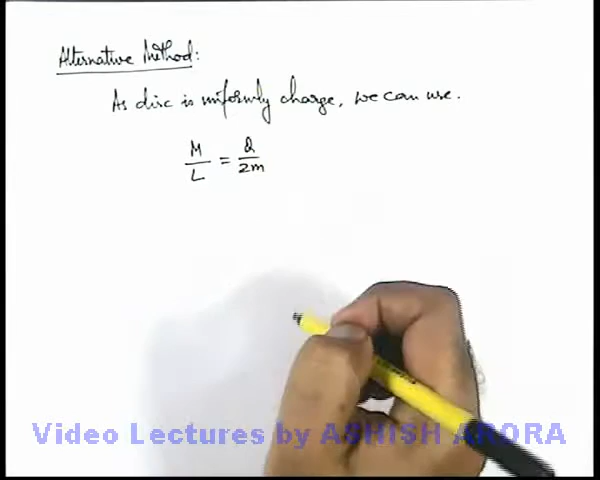 Alternative Method:
As disc is uniformly charge, we can use.
M/L = Q/2m
Video Lectures by ASHISH ARORA